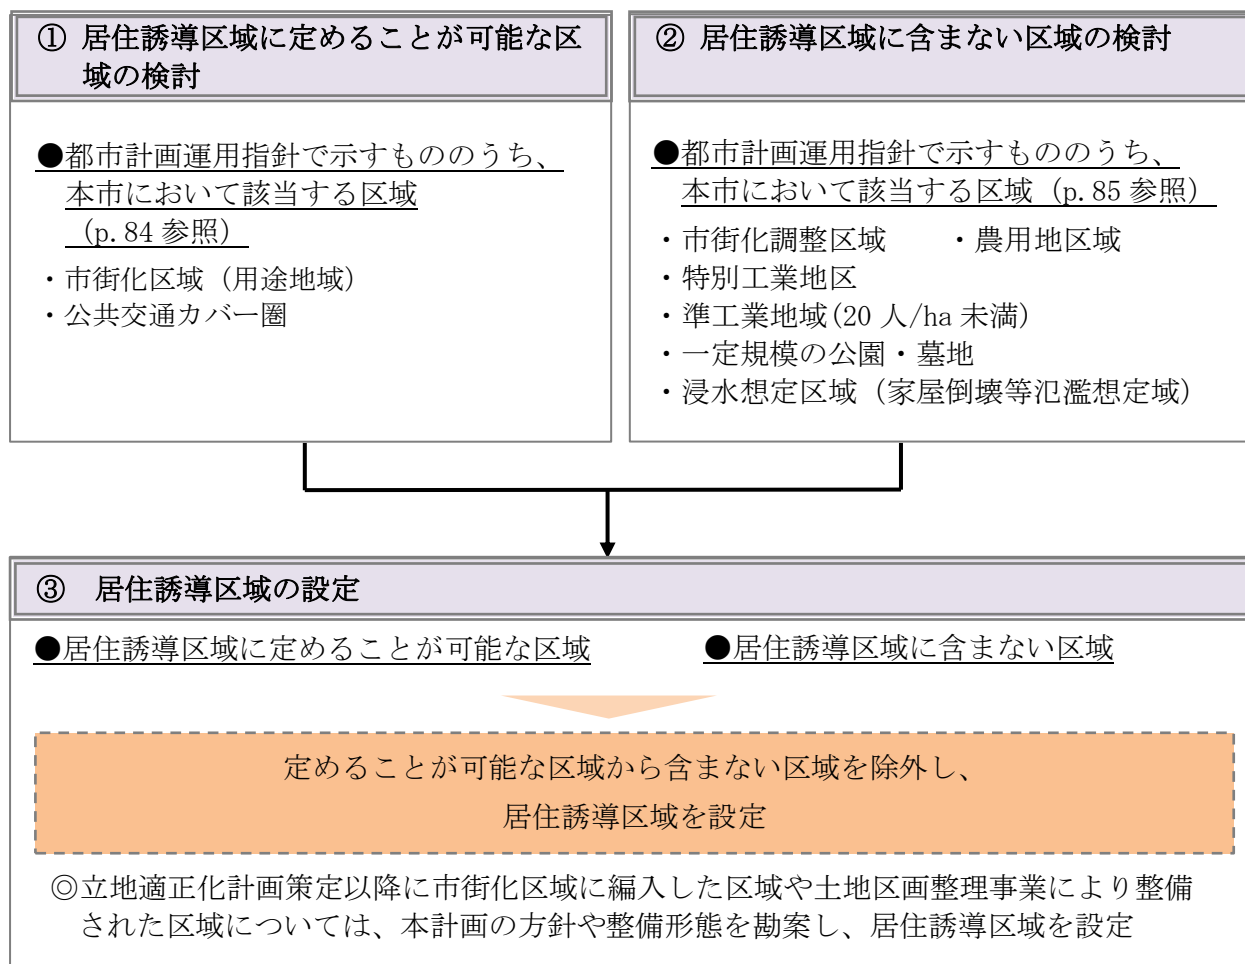 ① 居住誘導区域に定めることが可能な区
域の検討
●都市計画運用指針で示すもののうち、
本市において該当する区域
（p.84 参照）
・市街化区域（用途地域）
・公共交通カバー圏
② 居住誘導区域に含まない区域の検討
●都市計画運用指針で示すもののうち、
本市において該当する区域（p.85 参照）
・市街化調整区域　　・農用地区域
・特別工業地区
・準工業地域(20 人/ha 未満)
・一定規模の公園・墓地
・浸水想定区域（家屋倒壊等氾濫想定域）
③　居住誘導区域の設定
●居住誘導区域に定めることが可能な区域　　　●居住誘導区域に含まない区域
定めることが可能な区域から含まない区域を除外し、
居住誘導区域を設定
◎立地適正化計画策定以降に市街化区域に編入した区域や土地区画整理事業により整備
された区域については、本計画の方針や整備形態を勘案し、居住誘導区域を設定